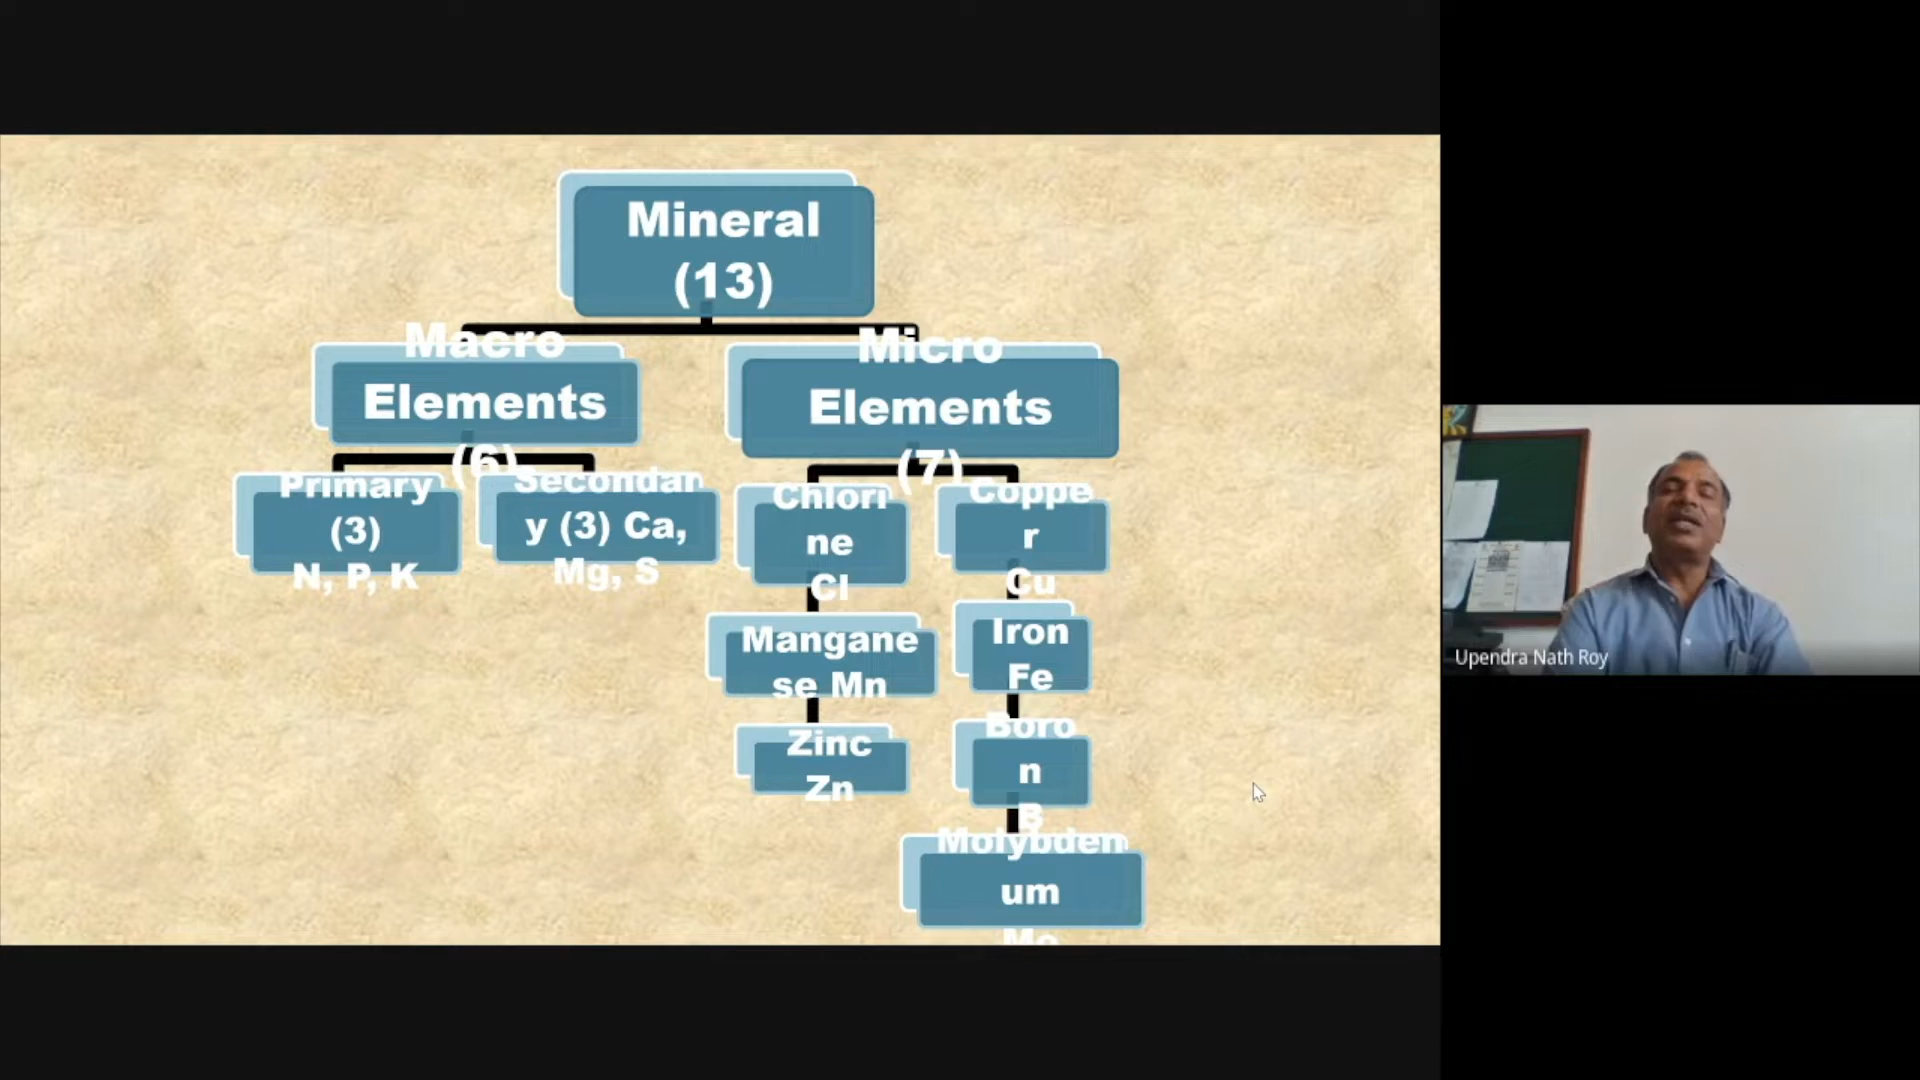 Mineral
(13)
Macro
Elements
(6)
Micro
Elements
(7)
Primary
(3)
N, P, K
Secondar
y (3) Ca,
Mg, S
Chlori
ne
Cl
Mangane
se Mn
Zinc
Zn
Coppe
r
Cu
Iron
Fe
Boro
n
B
Molybden
um
Mo
Upendra Nath Roy